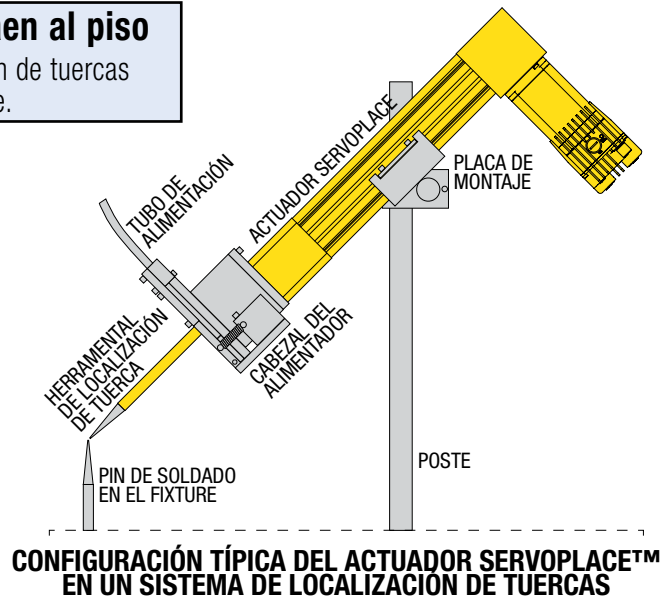 al piso
de tuercas
TUBO DE
ALIMENTACIÓN
ACTUADOR SERVOPLACE
PLACA DE
MONTAJE
HERRAMENTAL
DE LOCALIZACIÓN
DE TUERCA
CABEZAL DEL
ALIMENTADOR
PIN DE SOLDADO
EN EL FIXTURE
POSTE
CONFIGURACIÓN TÍPICA DEL ACTUADOR SERVOPLACE™
EN UN SISTEMA DE LOCALIZACIÓN DE TUERCAS